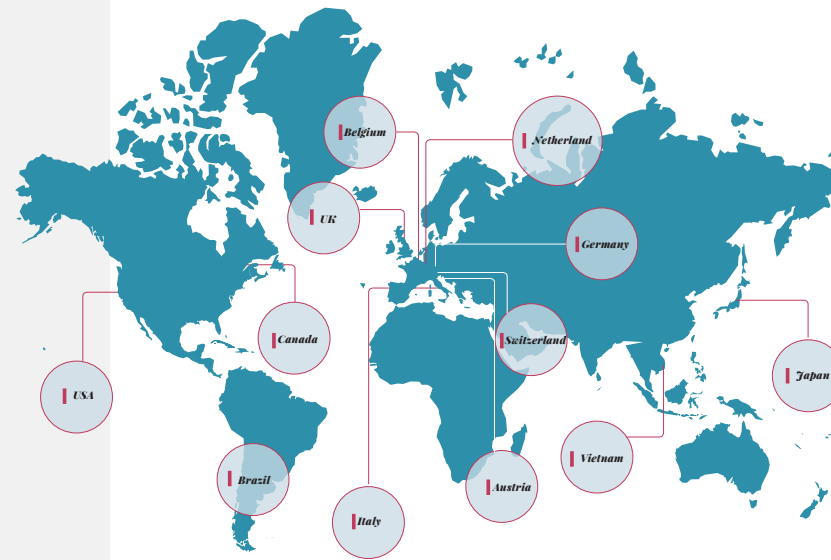 Belgium
Netherland
UK
Germany
Canada
Switzerland
USA
Japan
Brazil
Vietnam
Austria
Italy